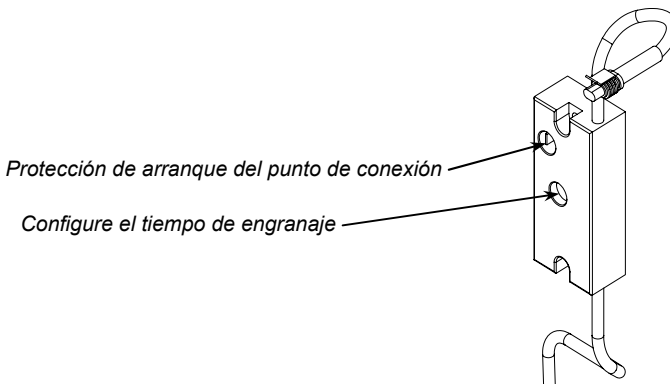 Protección de arranque del punto de conexión
Configure el tiempo de engranaje